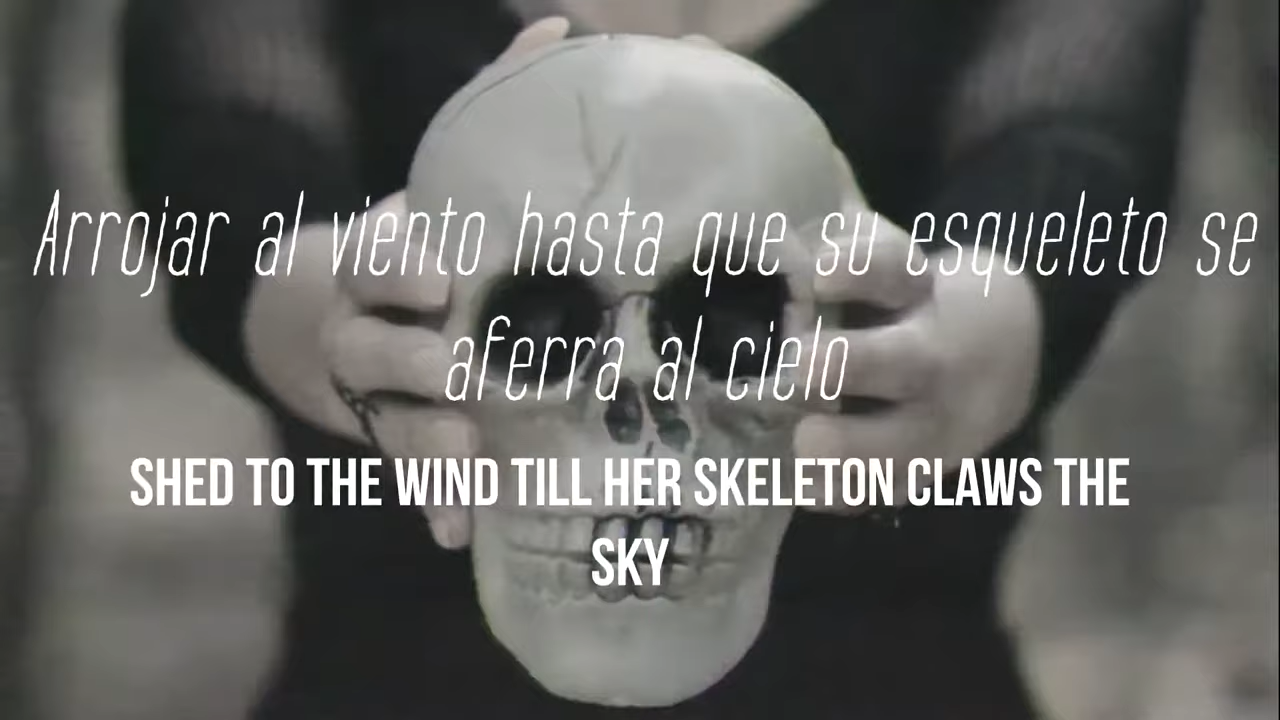 Arrojar al viento hasta que su esqueleto se
aferra al cielo
SHED TO THE WIND TILL HER SKELETON CLAWS THE
SKY